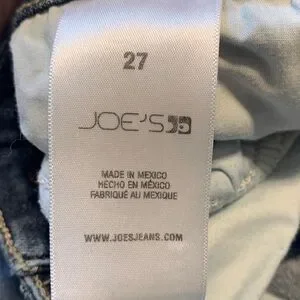 27
JOE'S
MADE IN MEXICO
HECHO EN MÉXICO
FABRIQUÉ AU MEXIQUE
WWW.JOESJEANS.COM